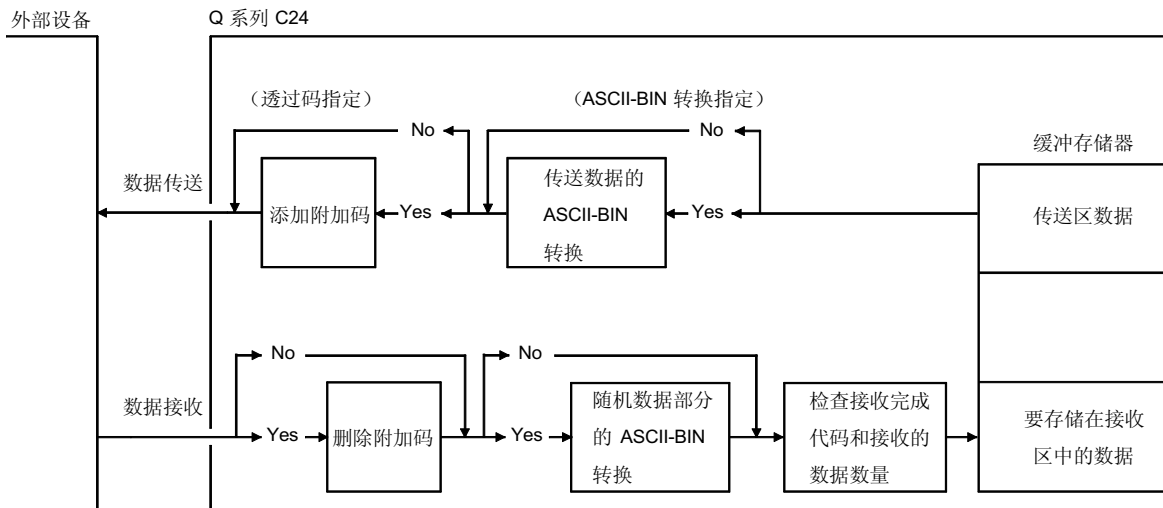 外部设备
Q 系列 C24
（透过码指定）
（ASCII-BIN 转换指定）
No
No
缓冲存储器
数据传送
添加附加码
Yes
传送数据的
ASCII-BIN
转换
Yes
传送区数据
No
No
数据接收
Yes
删除附加码
Yes
随机数据部分
的 ASCII-BIN
转换
检查接收完成
代码和接收的
数据数量
要存储在接收
区中的数据